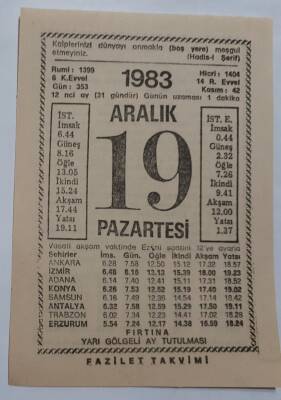 Kalplerinizi dünyayı anmakla (boş yere) meşgul
etmeyiniz. (Hadis-i Şerif)
Rumi : 1399
6 K.Evvel
Gün : 353
1983
Hicri : 1404
14 R. Evvel
Kasım : 42
12 nci ay (31 gündür) Günün uzaması 1 dakika
İST.
İmsak
6.44
Güneş
8.16
Öğle
13.05
İkindi
15.24
Akşam
17.44
Yatsı
19.11
ARALIK
19
PAZARTESİ
İST. E.
İmsak
0.44
Güneş
2.32
Öğle
7.26
İkindi
9.41
Akşam
12.00
Yatsı
1.37
Vasati akşam vaktinde Ezani saatini 12'ye ayarla
Şehirler İms. Gün. Öğle İkindi Akşam Yatsı
ANKARA 6.28 7.58 12.50 15.12 17.32 18.57
İZMİR 6.48 8.15 12.13 15.39 18.00 19.23
ADANA 6.14 7.40 12.41 15.11
KONYA 6.26 7.53 12.52 15.19 17.40 19.02
SAMSUN 6.16 7.49 12.36 14.54 17.14 18.42
ANTALYA 6.32 7.58 12.59 15.29 17.50 19.11
TRABZON 6.02 7.34 12.23 14.41 17.02 18.28
ERZURUM 5.54 7.24 12.17 14.38 16.59 18.24
FIRTINA
YARI GÖLGELİ AY TUTULMASI
FAZİLET TAKVİMİ